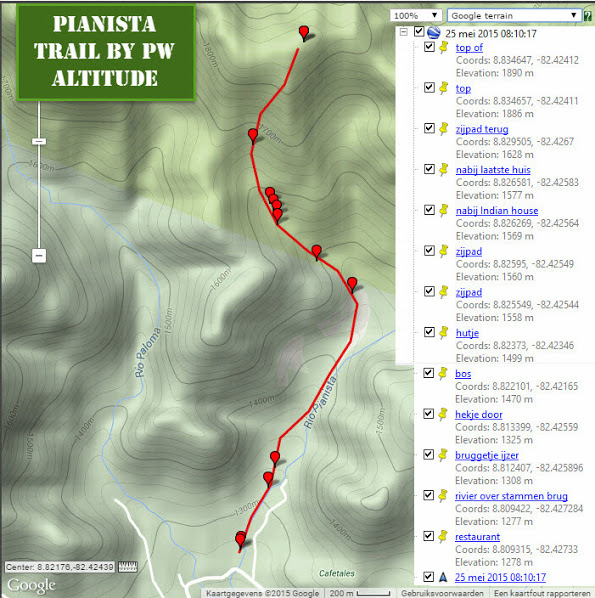 PIANISTA
TRAIL BY PW
ALTITUDE
100%
Google terrain
25 mei 2015 08:10:17
top of
Coords: 8.834647, -82.42412
Elevation: 1890 m
top
Coords: 8.834657, -82.42411
Elevation: 1886 m
zijpad terug
Coords: 8.829505, -82.4267
Elevation: 1628 m
nabij laatste huis
Coords: 8.826581, -82.42583
Elevation: 1577 m
nabij Indian house
Coords: 8.826269, -82.42564
Elevation: 1569 m
zijpad
Coords: 8.82595, -82.42549
Elevation: 1560 m
zijpad
Coords: 8.825549, -82.42544
Elevation: 1558 m
hutje
Coords: 8.82373, -82.42346
Elevation: 1499 m
bos
Coords: 8.822101, -82.42165
Elevation: 1470 m
hekje door
Coords: 8.813399, -82.42559
Elevation: 1325 m
bruggetje ijzer
Coords: 8.812407, -82.425896
Elevation: 1308 m
rivier over stammen brug
Coords: 8.809422, -82.427284
Elevation: 1277 m
restaurant
Coords: 8.809315, -82.42733
Elevation: 1278 m
25 mei 2015 08:10:17
1700m
1600m
1600m
1500m
Rio Paloma
1400m
1400m
Rio Pianista
1500m
1300m
1400m
Cafetales
Center: 8.82176,-82.42439
Google
Kaartgegevens ©2015 Google
200 m
Gebruiksvoorwaarden
Een kaartfout rapporteren